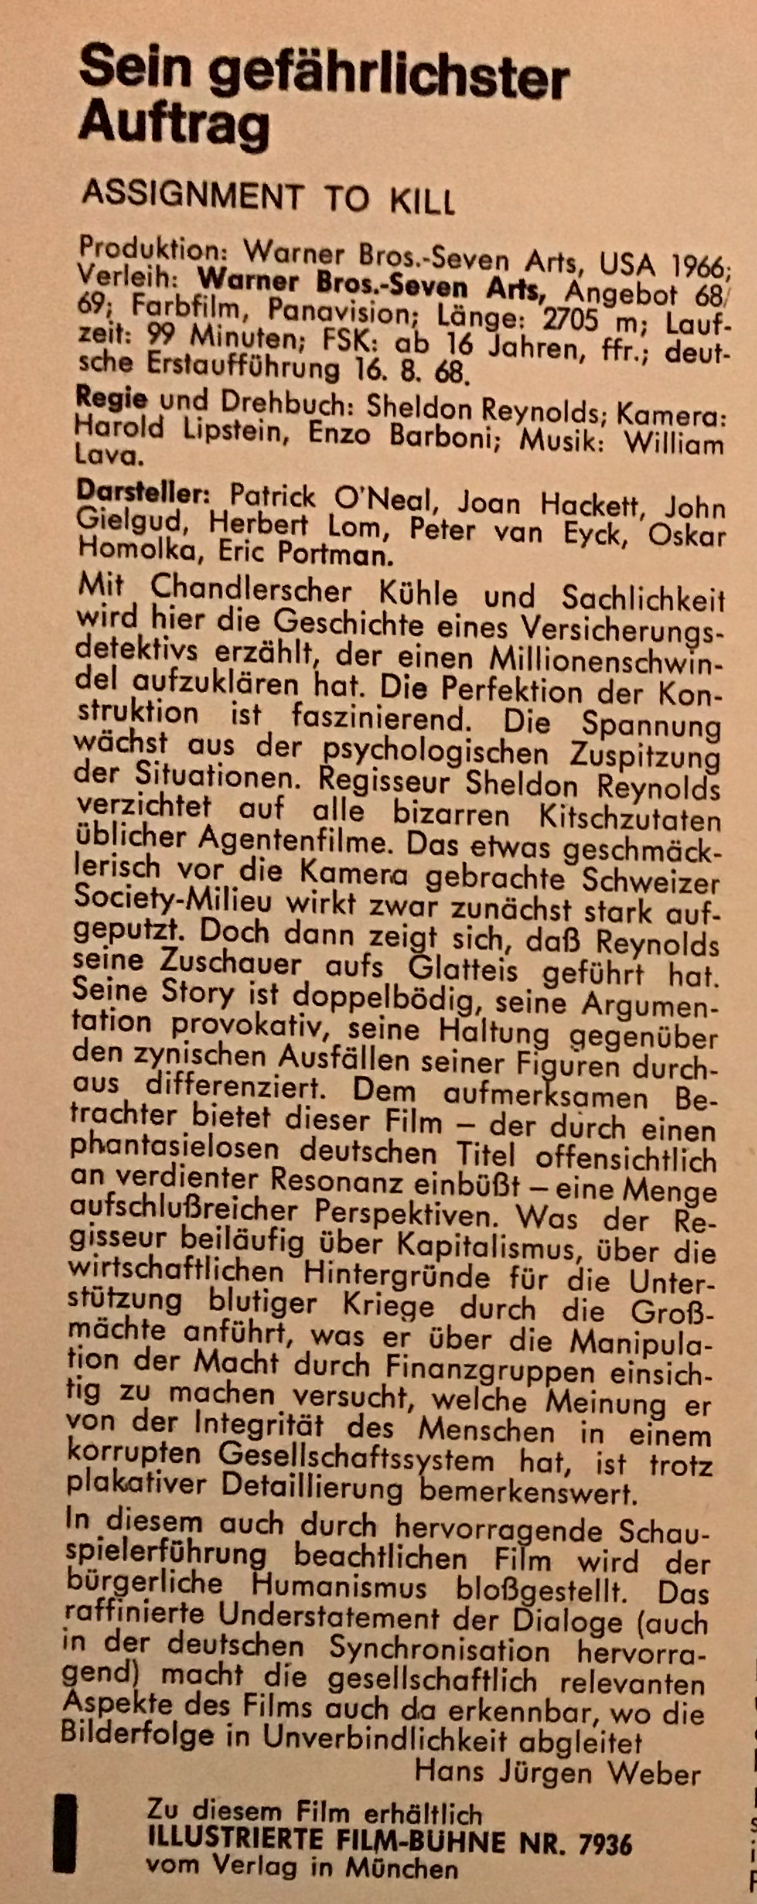 Sein gefährlichster
Auftrag
ASSIGNMENT TO KILL
Produktion: Warner Bros.-Seven Arts, USA 1966;
Verleih: Warner Bros.-Seven Arts, Angebot 68/
69; Farbfilm, Panavision; Länge: 2705 m; Lauf-
zeit: 99 Minuten; FSK: ab 16 Jahren, ffr.; deut-
sche Erstaufführung 16. 8. 68.
Regie und Drehbuch: Sheldon Reynolds; Kamera:
Harold Lipstein, Enzo Barboni; Musik: William
Lava.
Darsteller: Patrick O'Neal, Joan Hackett, John
Gielgud, Herbert Lom, Peter van Eyck, Oskar
Homolka, Eric Portman.
Mit Chandlerscher Kühle und Sachlichkeit
wird hier die Geschichte eines Versicherungs-
detektivs erzählt, der einen Millionenschwin-
del aufzuklären hat. Die Perfektion der Kon-
struktion ist faszinierend. Die Spannung
wächst aus der psychologischen Zuspitzung
der Situationen. Regisseur Sheldon Reynolds
verzichtet auf alle bizarren Kitschzutaten
üblicher Agentenfilme. Das etwas geschmäck-
lerisch vor die Kamera gebrachte Schweizer
Society-Milieu wirkt zwar zunächst stark auf-
geputzt. Doch dann zeigt sich, daß Reynolds
seine Zuschauer aufs Glatteis geführt hat.
Seine Story ist doppelbödig, seine Argumen-
tation provokativ, seine Haltung gegenüber
den zynischen Ausfällen seiner Figuren durch-
aus differenziert. Dem aufmerksamen Be-
trachter bietet dieser Film – der durch einen
phantasielosen deutschen Titel offensichtlich
an verdienter Resonanz einbüßt – eine Menge
aufschlußreicher Perspektiven. Was der Re-
gisseur beiläufig über Kapitalismus, über die
wirtschaftlichen Hintergründe für die Unter-
stützung blutiger Kriege durch die Groß-
mächte anführt, was er über die Manipula-
tion der Macht durch Finanzgruppen einsich-
tig zu machen versucht, welche Meinung er
von der Integrität des Menschen in einem
korrupten Gesellschaftssystem hat, ist trotz
plakativer Detaillierung bemerkenswert.
In diesem auch durch hervorragende Schau-
spielerführung beachtlichen Film wird der
bürgerliche Humanismus bloßgestellt. Das
raffinierte Understatement der Dialoge (auch
in der deutschen Synchronisation hervorra-
gend) macht die gesellschaftlich relevanten
Aspekte des Films auch da erkennbar, wo die
Bilderfolge in Unverbindlichkeit abgleitet
Hans Jürgen Weber
Zu diesem Film erhältlich
ILLUSTRIERTE FILM-BÜHNE NR. 7936
vom Verlag in München